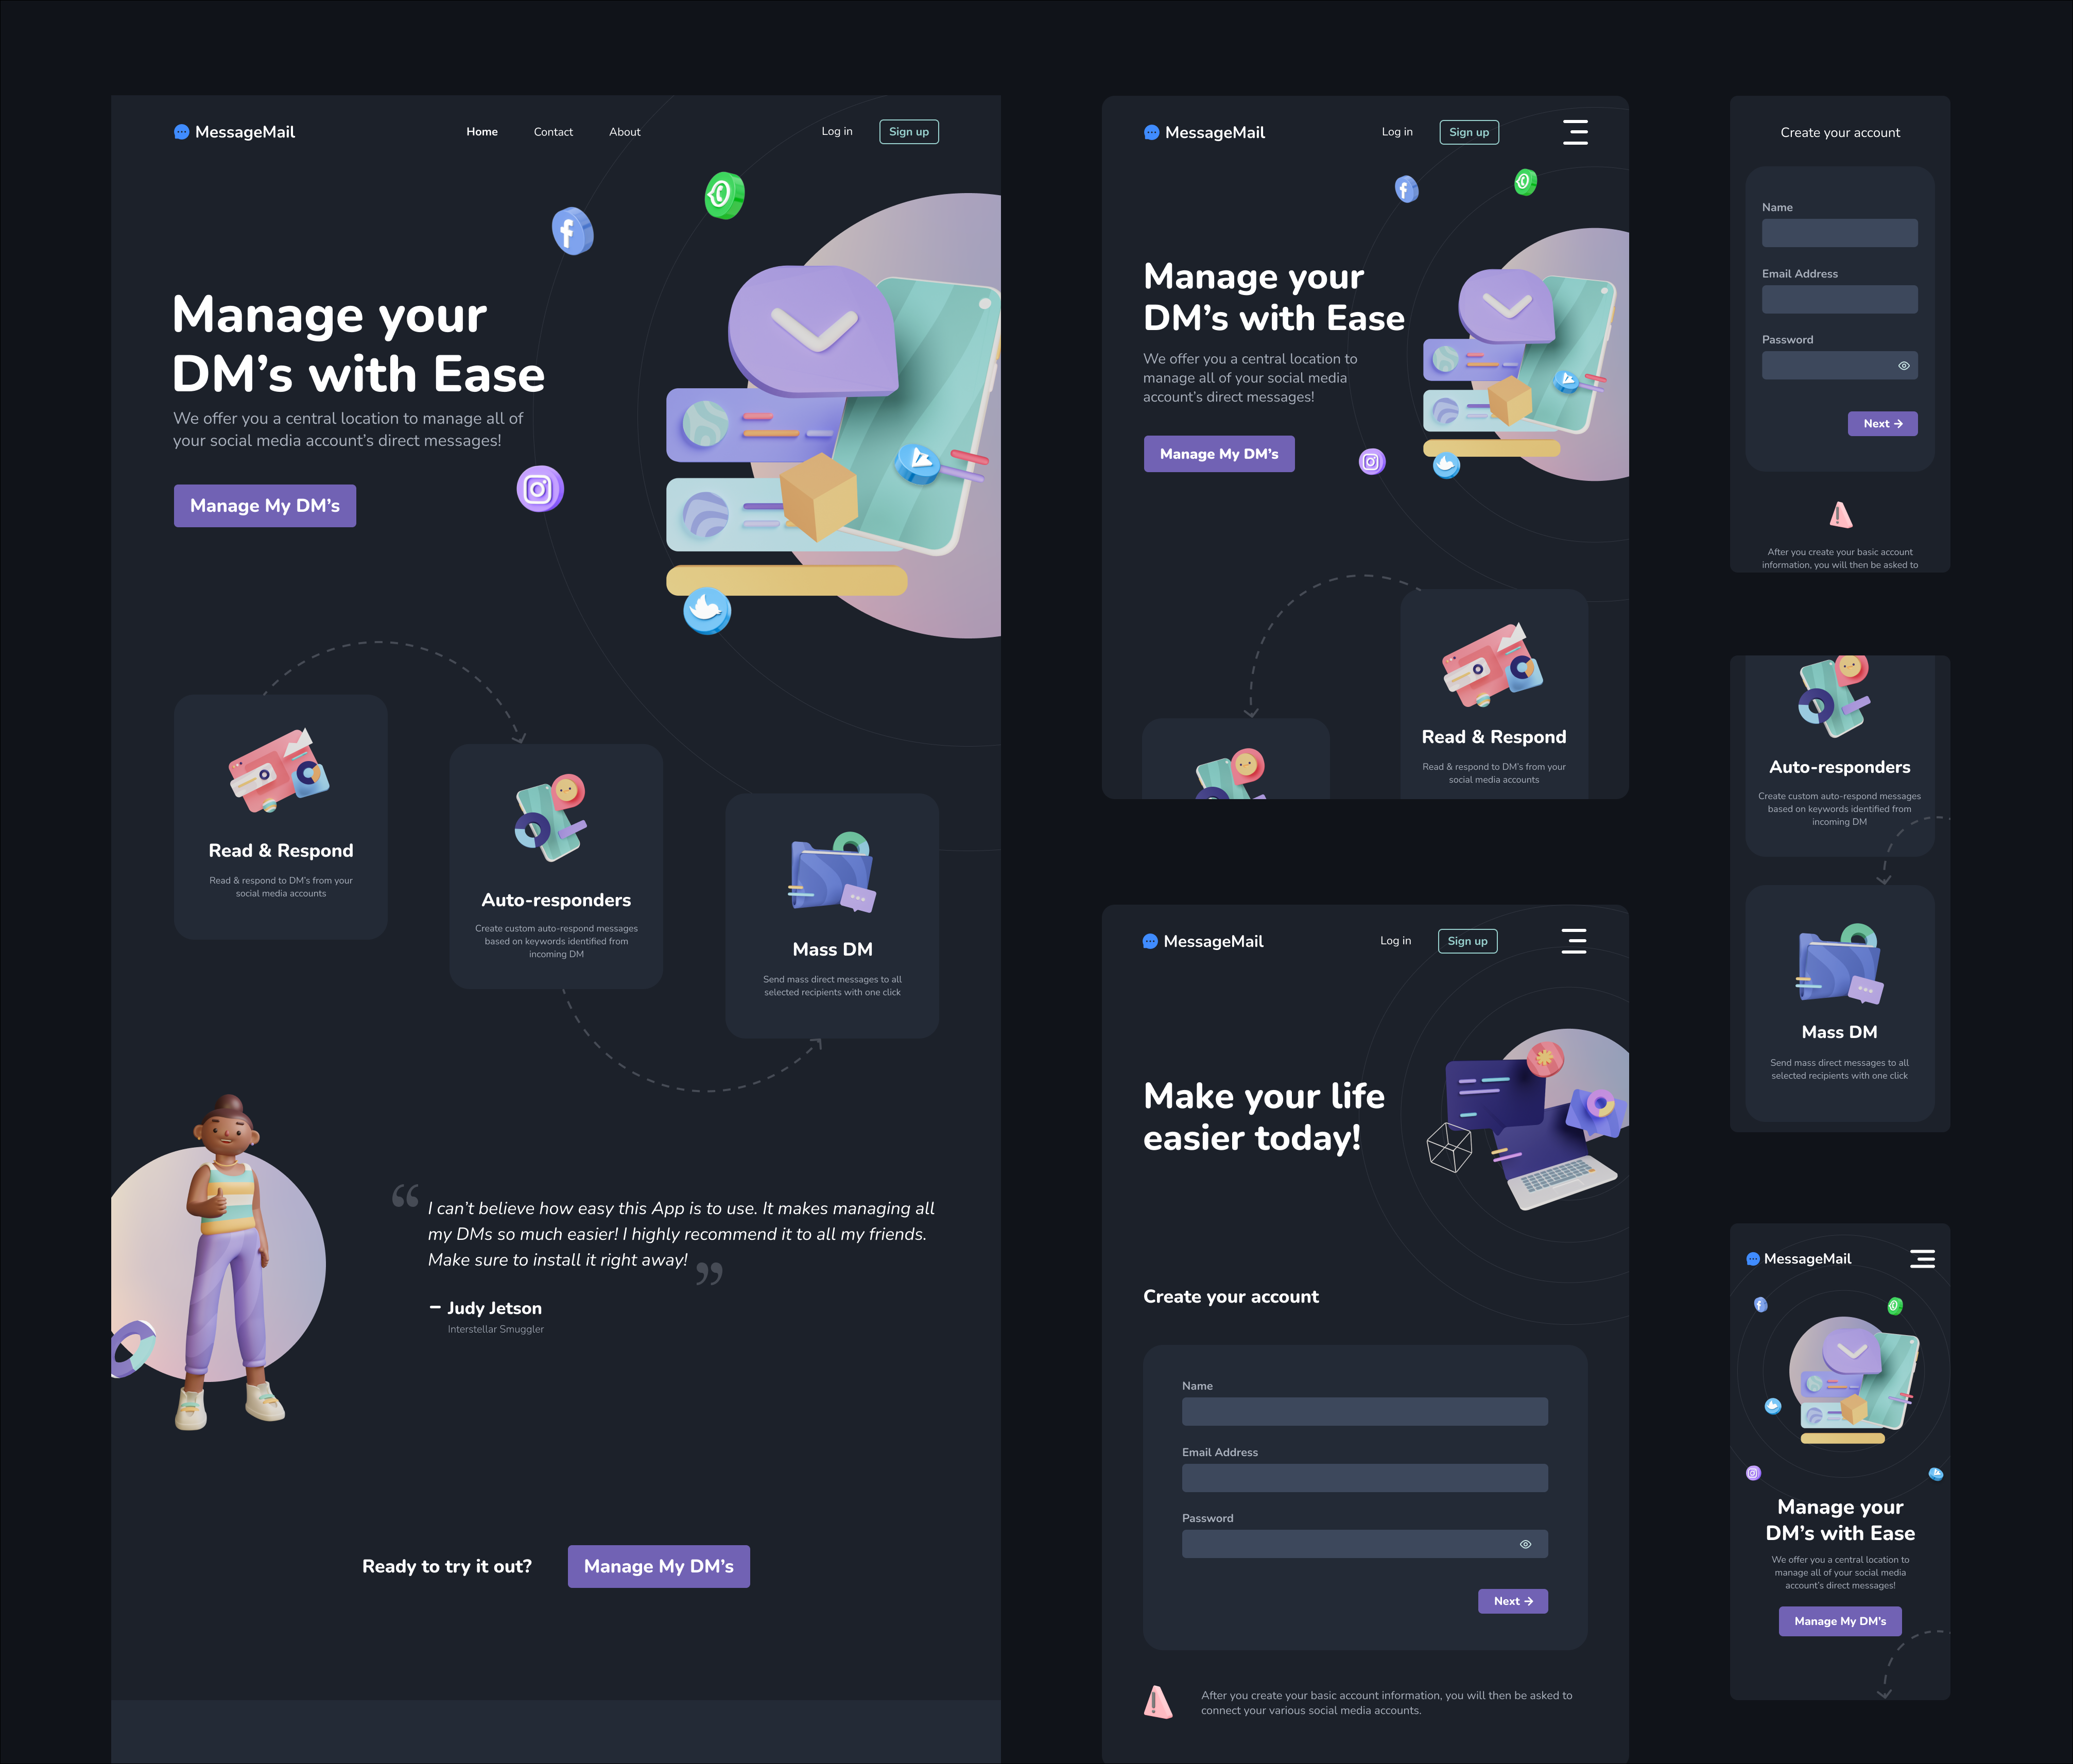 MessageMail
Home
Contact
About
Log in
Sign up
Manage your
DM’s with Ease
We offer you a central location to manage all of
your social media account’s direct messages!
Manage My DM’s
Read & Respond
Read & respond to DM’s from your
social media accounts
Auto-responders
Create custom auto-respond messages
based on keywords identified from
incoming DM
Mass DM
Send mass direct messages to all
selected recipients with one click
“ I can’t believe how easy this App is to use. It makes managing all
my DMs so much easier! I highly recommend it to all my friends.
Make sure to install it right away! ”
– Judy Jetson
Interstellar Smuggler
Ready to try it out?
Manage My DM’s
MessageMail
Log in
Sign up
Manage your
DM’s with Ease
We offer you a central location to
manage all of your social media
account’s direct messages!
Manage My DM’s
Read & Respond
Read & respond to DM’s from your
social media accounts
MessageMail
Log in
Sign up
Make your life
easier today!
Create your account
Name
Email Address
Password
Next →
After you create your basic account information, you will then be asked to
connect your various social media accounts.
Create your account
Name
Email Address
Password
Next →
After you create your basic account
information, you will then be asked to
Auto-responders
Create custom auto-respond messages
based on keywords identified from
incoming DM
Mass DM
Send mass direct messages to all
selected recipients with one click
MessageMail
Manage your
DM’s with Ease
We offer you a central location to
manage all of your social media
account’s direct messages!
Manage My DM’s